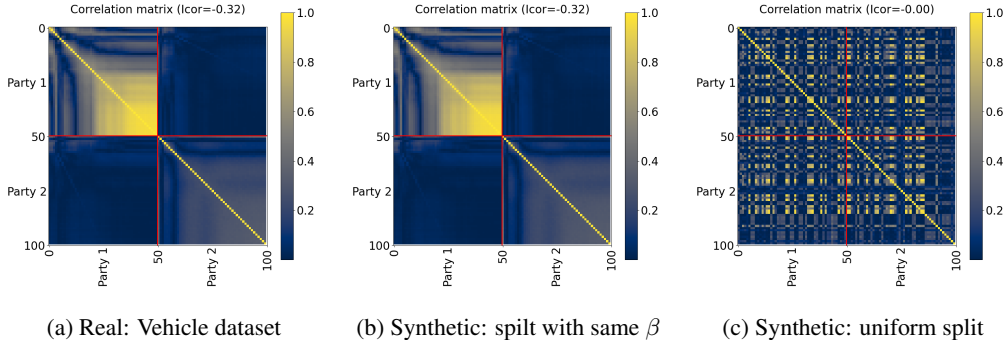 Correlation matrix (Icor=-0.32)
0
Party 1
50
Party 2
100
0
Party 1
50
Party 2
100
1.0
0.8
0.6
0.4
0.2
(a) Real: Vehicle dataset
Correlation matrix (Icor=-0.32)
0
Party 1
50
Party 2
100
0
Party 1
50
Party 2
100
1.0
0.8
0.6
0.4
0.2
(b) Synthetic: spilt with same β
Correlation matrix (Icor=-0.00)
0
Party 1
50
Party 2
100
0
Party 1
50
Party 2
100
1.0
0.8
0.6
0.4
0.2
(c) Synthetic: uniform split